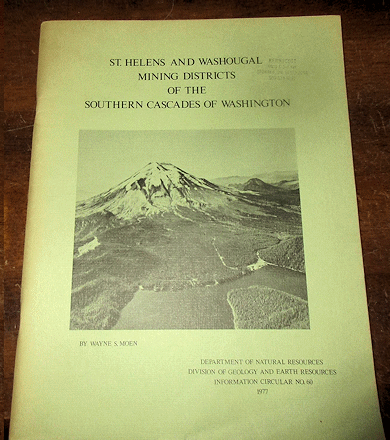 ST. HELENS AND WASHOUGAL
MINING DISTRICTS
OF THE
SOUTHERN CASCADES OF WASHINGTON
BY WAYNE S. MOEN
DEPARTMENT OF NATURAL RESOURCES
DIVISION OF GEOLOGY AND EARTH RESOURCES
INFORMATION CIRCULAR NO. 60
1977